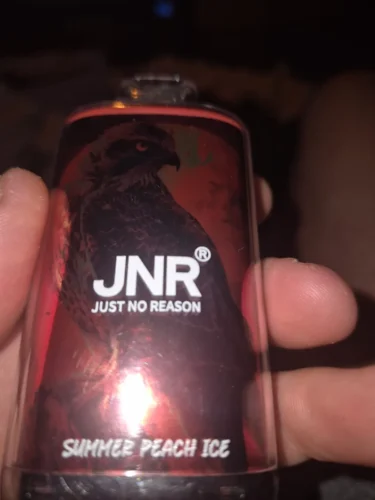 JNR®
JUST NO REASON
SUMMER PEACH ICE